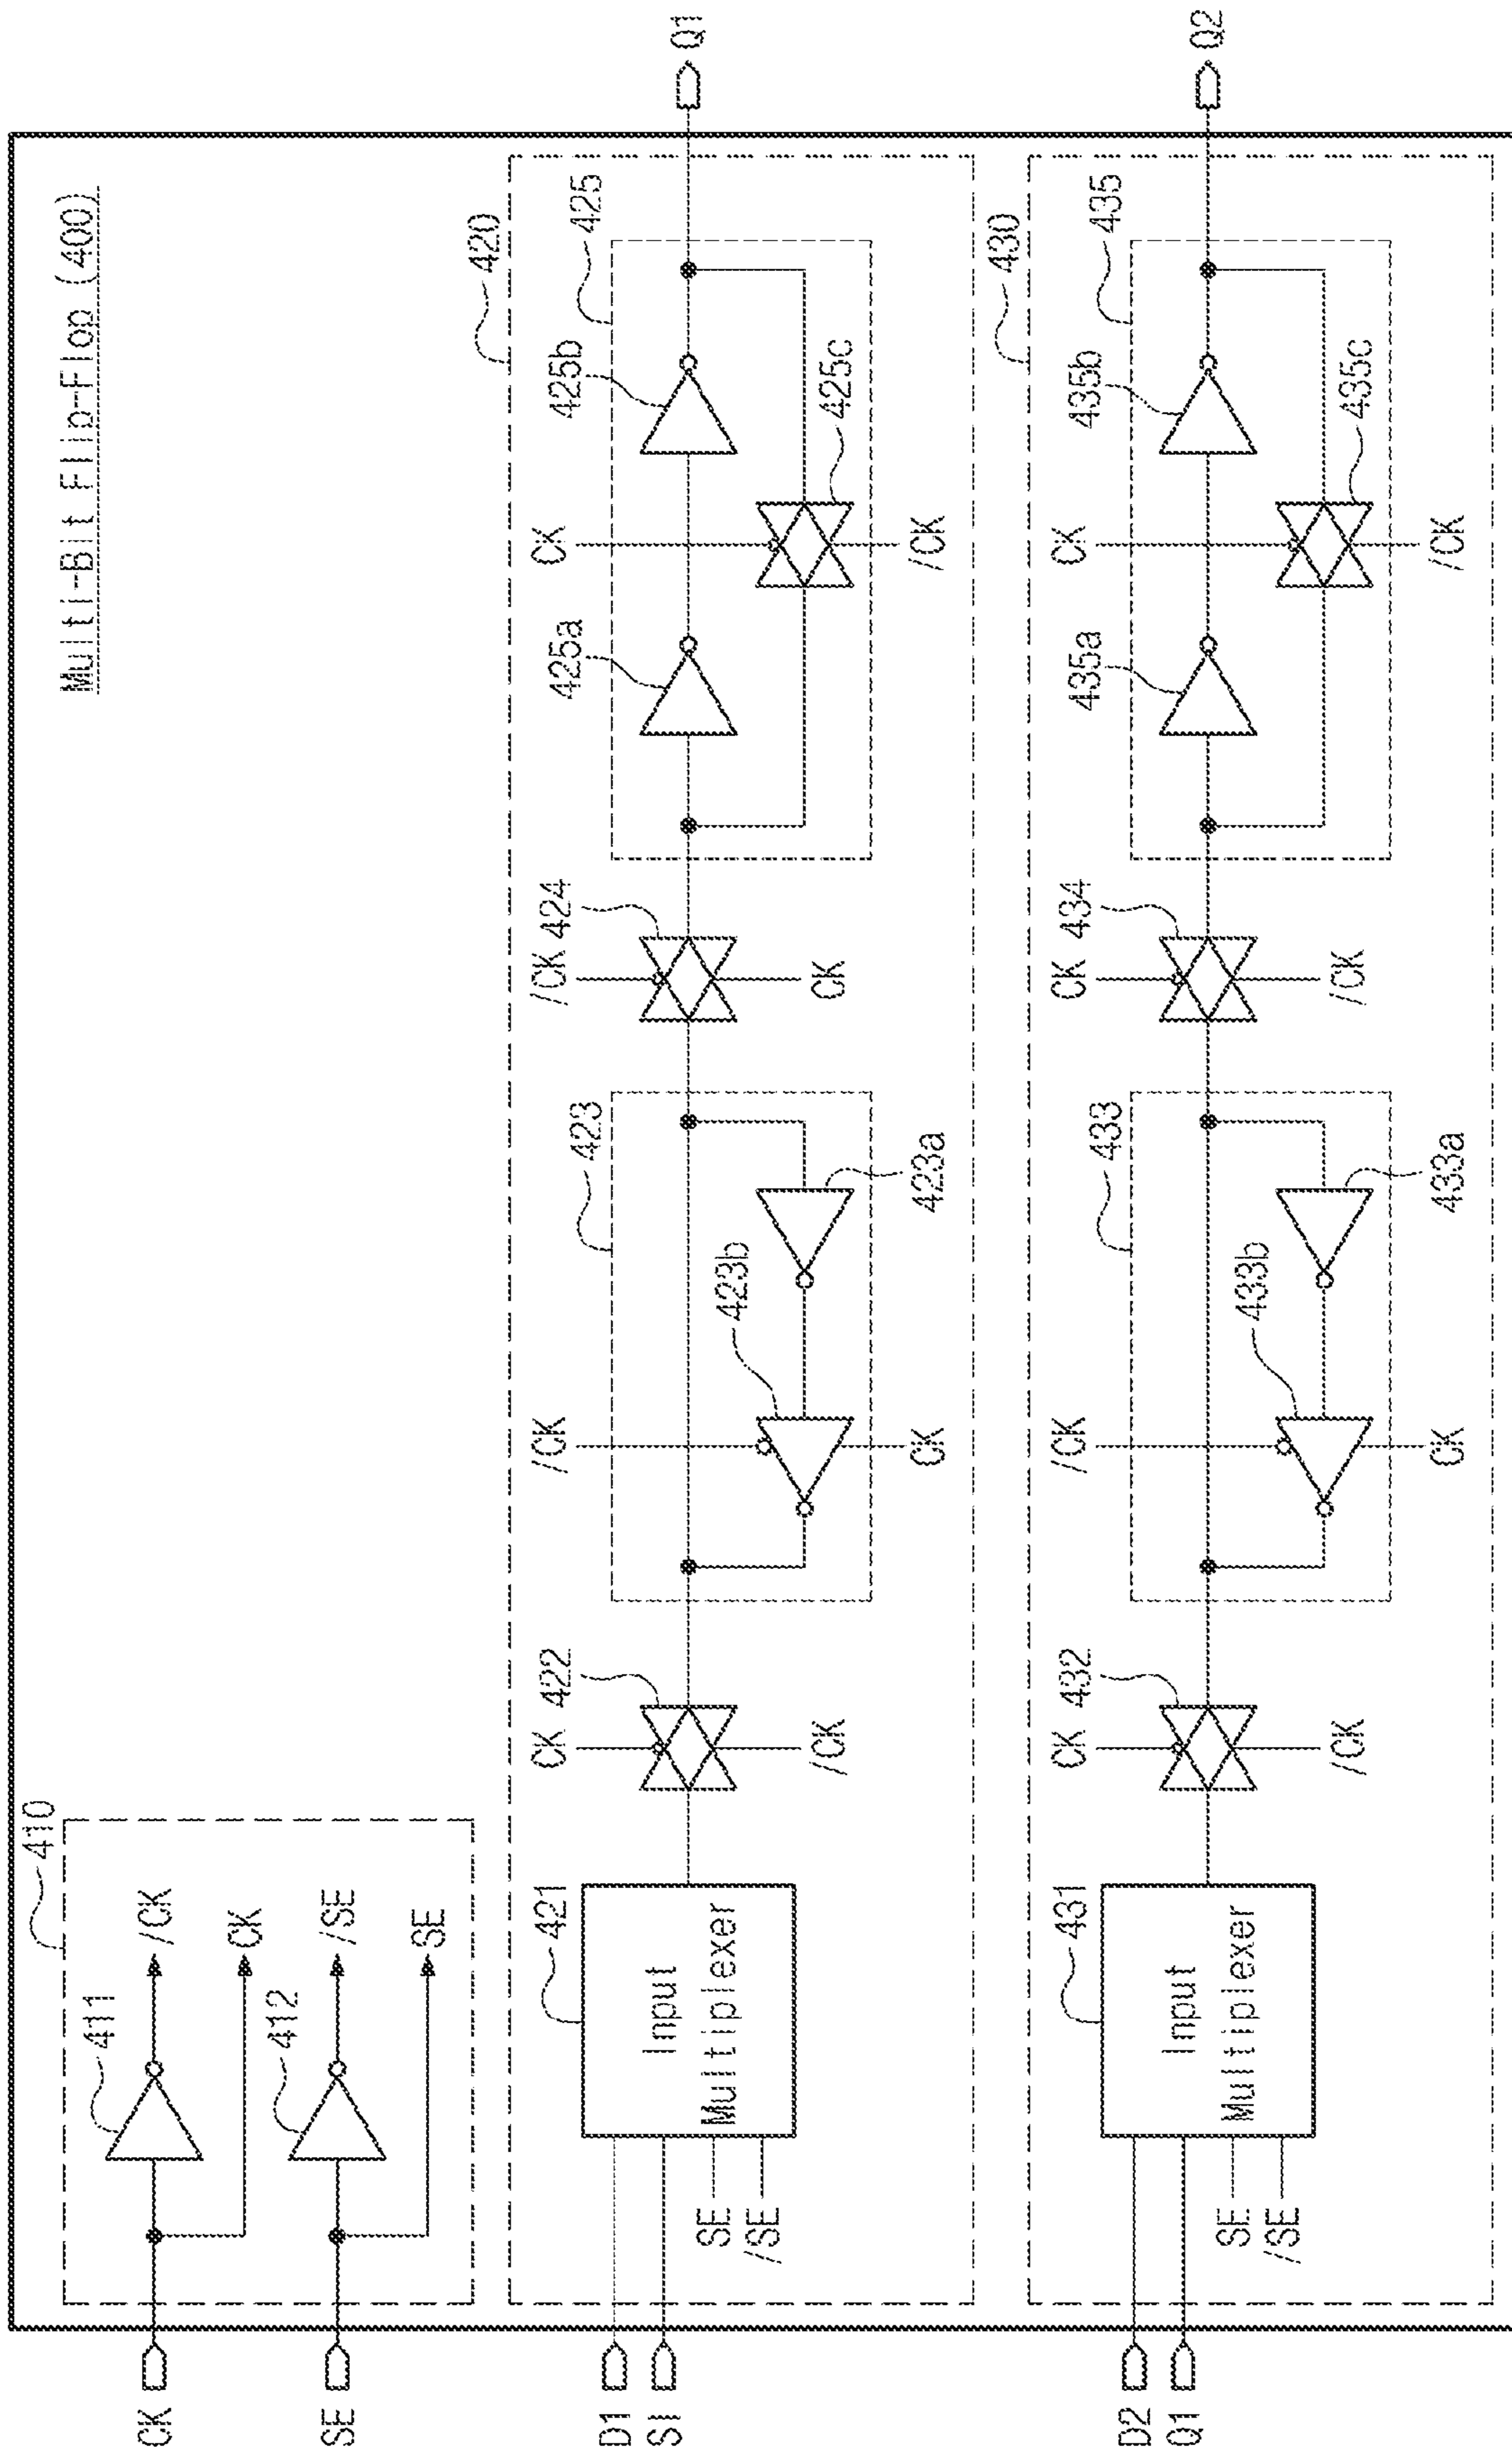 Multi-Bit Flip-Flop (400)
410
CK
411
/CK
CK
SE
412
/SE
SE
420
D1
SI
SE
/SE
421
Input
Multiplexer
CK
422
/CK
423
/CK
423b
CK
423a
/CK
424
CK
425
425a
425b
CK
425c
/CK
Q1
430
D2
Q1
SE
/SE
431
Input
Multiplexer
CK
432
/CK
433
/CK
433b
CK
433a
CK
434
/CK
435
435a
435b
CK
435c
/CK
Q2